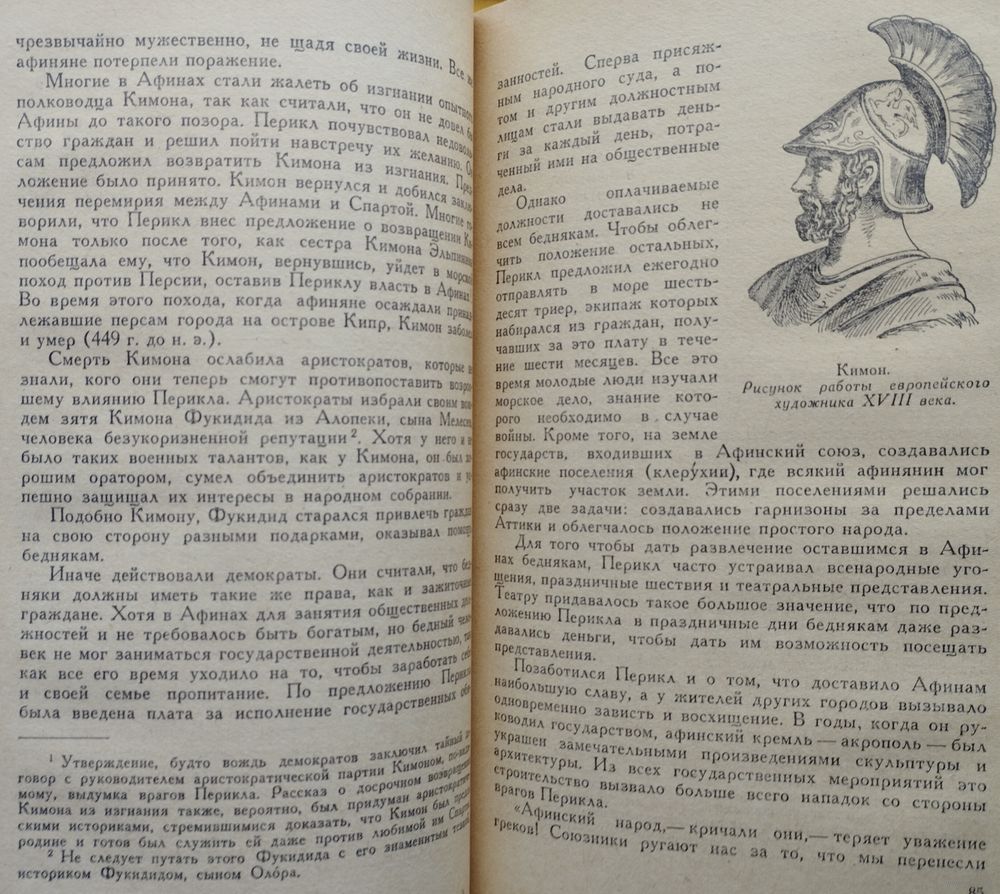 чрезвычайно мужественно, не щадя своей жизни. Все
афиняне потерпели поражение.
Многие в Афинах стали жалеть об изгнании опытного
полководца Кимона, так как считали, что он не довел бы
Афины до такого позора. Перикл почувствовал недоволь-
ство граждан и решил пойти навстречу их желанию. Он
сам предложил возвратить Кимона из изгнания. Пред-
ложение было принято. Кимон вернулся и добился заклю-
чения перемирия между Афинами и Спартой. Многие го-
ворили, что Перикл внес предложение о возвращении Ки-
мона только после того, как сестра Кимона Эльпиника
пообещала ему, что Кимон, вернувшись, уйдет в морской
поход против Персии, оставив Периклу власть в Афинах
Во время этого похода, когда афиняне осаждали принад-
лежавшие персам города на острове Кипр, Кимон заболел
и умер (449 г. до н. э.).
Смерть Кимона ослабила аристократов, которые не
знали, кого они теперь смогут противопоставить возрос-
шему влиянию Перикла. Аристократы избрали своим вож-
дем зятя Кимона Фукидида из Алопеки, сына Мелесия,
человека безукоризненной репутации². Хотя у него и не
было таких военных талантов, как у Кимона, он был хо-
рошим оратором, сумел объединить аристократов и ус-
пешно защищал их интересы в народном собрании.
Подобно Кимону, Фукидид старался привлечь граждан
на свою сторону разными подарками, оказывал помощь
беднякам.
Иначе действовали демократы. Они считали, что бед-
няки должны иметь такие же права, как и зажиточные
граждане. Хотя в Афинах для занятия общественных дол-
жностей и не требовалось быть богатым, но бедный чело-
век не мог заниматься государственной деятельностью, так
как все его время уходило на то, чтобы заработать себе
и своей семье пропитание. По предложению Перикла
была введена плата за исполнение государственных обя-
¹ Утверждение, будто вождь демократов заключил тайный до-
говор с руководителем аристократической партии Кимоном, по-види-
мому, выдумка врагов Перикла. Рассказ о досрочном возвращении
Кимона из изгнания также, вероятно, был придуман аристократиче-
скими историками, стремившимися доказать, что Кимон был предан
родине и готов был служить ей даже против любимой им Спарты.
² Не следует путать этого Фукидида с его знаменитым тезкой,
историком Фукидидом, сыном Олóра.
занностей. Сперва присяж-
ным народного суда, а по-
том и другим должностным
лицам стали выдавать день-
ги за каждый день, потра-
ченный ими на общественные
дела.
Однако оплачиваемые
должности доставались не
всем беднякам. Чтобы облег-
чить положение остальных,
Перикл предложил ежегодно
отправлять в море шесть-
десят триер, экипаж которых
набирался из граждан, полу-
чавших за это плату в тече-
ние шести месяцев. Все это
время молодые люди изучали
морское дело, знание кото-
рого необходимо в случае
войны. Кроме того, на земле
государств, входивших в Афинский союз, создавались
афинские поселения (клерýхии), где всякий афинянин мог
получить участок земли. Этими поселениями решались
сразу две задачи: создавались гарнизоны за пределами
Аттики и облегчалось положение простого народа.
Для того чтобы дать развлечение оставшимся в Афи-
нах беднякам, Перикл часто устраивал всенародные уго-
щения, праздничные шествия и театральные представления.
Театру придавалось такое большое значение, что по пред-
ложению Перикла в праздничные дни беднякам даже раз-
давались деньги, чтобы дать им возможность посещать
представления.
Позаботился Перикл и о том, что доставило Афинам
наибольшую славу, а у жителей других городов вызывало
одновременно зависть и восхищение. В годы, когда он ру-
ководил государством, афинский кремль — акрополь — был
украшен замечательными произведениями скульптуры и
архитектуры. Из всех государственных мероприятий это
строительство вызвало больше всего нападок со стороны
врагов Перикла.
«Афинский народ,— кричали они,— теряет уважение
греков! Союзники ругают нас за то, что мы перенесли
Кимон.
Рисунок работы европейского
художника XVIII века.
85